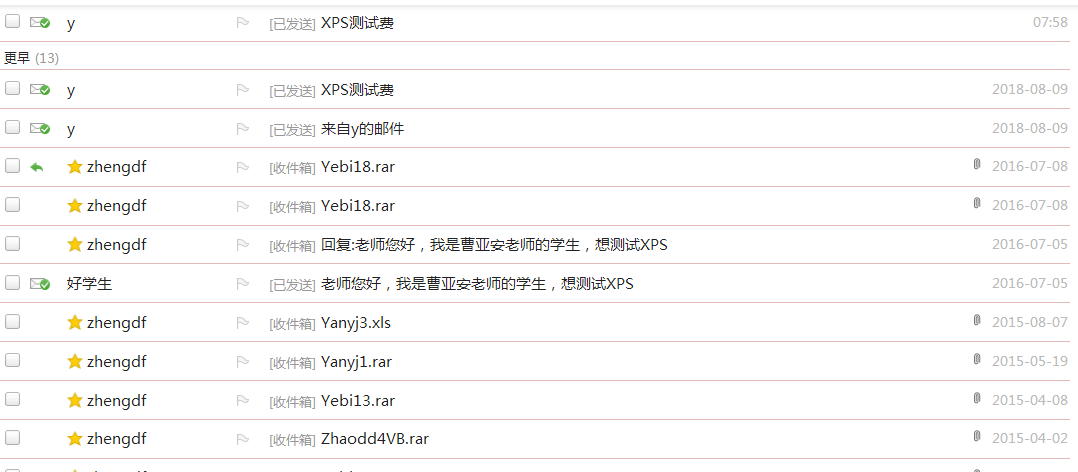 y [已发送] XPS测试费 07:58
更早 (13)
y [已发送] XPS测试费 2018-08-09
y [已发送] 来自y的邮件 2018-08-09
zhengdf [收件箱] Yebi18.rar 2016-07-08
zhengdf [收件箱] Yebi18.rar 2016-07-08
zhengdf [收件箱] 回复:老师您好，我是曹亚安老师的学生，想测试XPS 2016-07-05
好学生 [已发送] 老师您好，我是曹亚安老师的学生，想测试XPS 2016-07-05
zhengdf [收件箱] Yanyj3.xls 2015-08-07
zhengdf [收件箱] Yanyj1.rar 2015-05-19
zhengdf [收件箱] Yebi13.rar 2015-04-08
zhengdf [收件箱] Zhaodd4VB.rar 2015-04-02